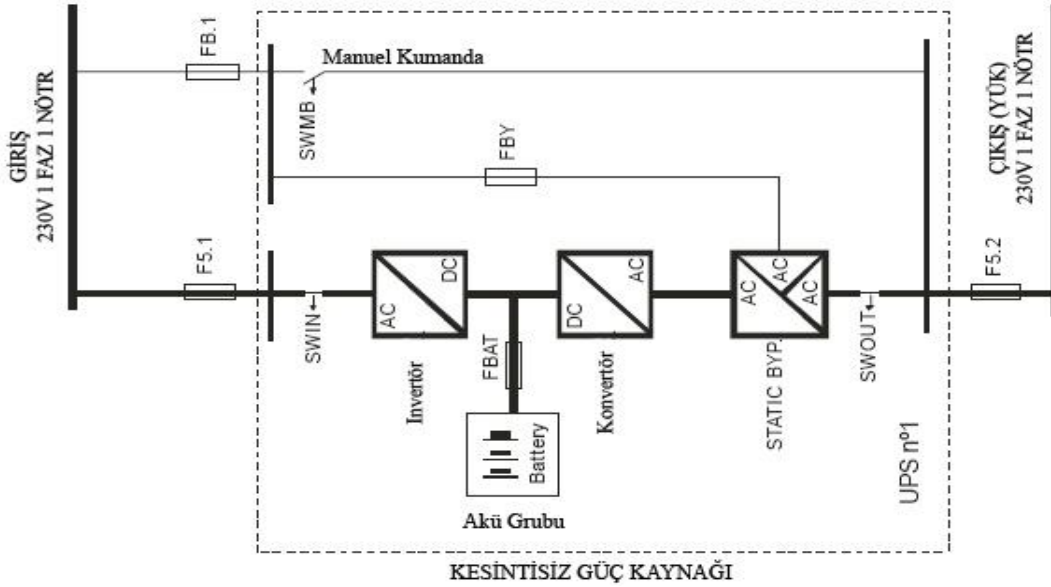 GİRİŞ
230V 1 FAZ 1 NÖTR
FB.1
Manuel Kumanda
SWMB
FBY
F5.1
SWIN
AC
DC
Invertör
FBAT
Battery
Akü Grubu
DC
AC
Konvertör
AC
AC
AC
STATIC BYP.
SWOUT
UPS nº1
F5.2
ÇIKIŞ (YÜK)
230V 1 FAZ 1 NÖTR
KESİNTİSİZ GÜÇ KAYNAĞI